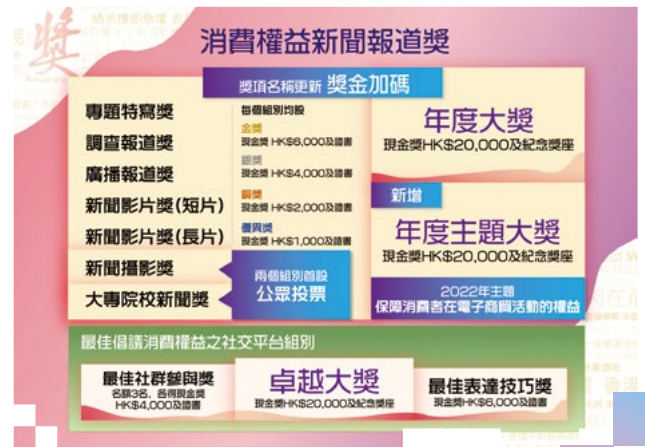 獎
消費權益新聞報道獎
獎項名稱更新 獎金加碼
專題特寫獎
調查報道獎
廣播報道獎
新聞影片獎(短片)
新聞影片獎(長片)
新聞攝影獎
大專院校新聞獎
每個組別均設
金獎
現金獎 HK$6,000及證書
銀獎
現金獎 HK$4,000及證書
銅獎
現金獎 HK$2,000及證書
優異獎
現金獎 HK$1,000及證書
兩個組別首設
公眾投票
年度大獎
現金獎HK$20,000及紀念獎座
新增
年度主題大獎
現金獎HK$20,000及紀念獎座
2022年主題
保障消費者在電子商貿活動的權益
最佳倡議消費權益之社交平台組別
最佳社群參與獎
名額3名，各得現金獎
HK$4,000及證書
卓越大獎
現金獎HK$20,000及紀念獎座
最佳表達技巧獎
現金獎HK$6,000及證書